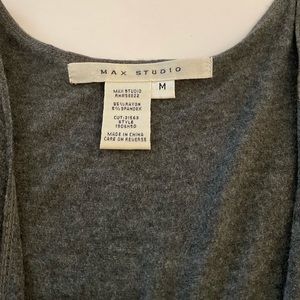 MAX STUDIO
M
MAX STUDIO
95%RAYON
5%SPANDEX
STYLE
MADE IN CHINA
CARE ON REVERSE